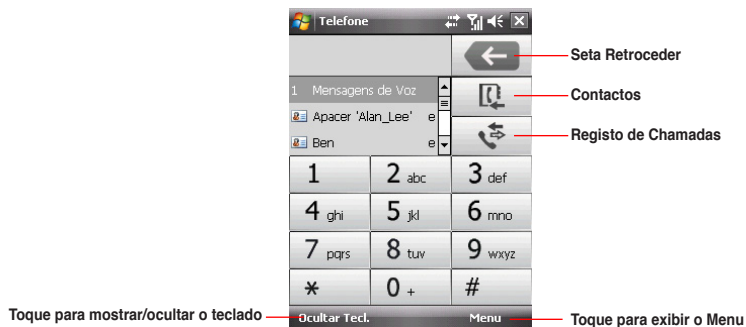 Telefone
Seta Retroceder
1 Mensagens de Voz
Contactos
Apacer 'Alan_Lee' e
Registo de Chamadas
Ben e
1 2 abc 3 def
4 ghi 5 jkl 6 mno
7 pqrs 8 tuv 9 wxyz
* 0 + #
Toque para mostrar/ocultar o teclado
Ocultar Tecl. Menu
Toque para exibir o Menu